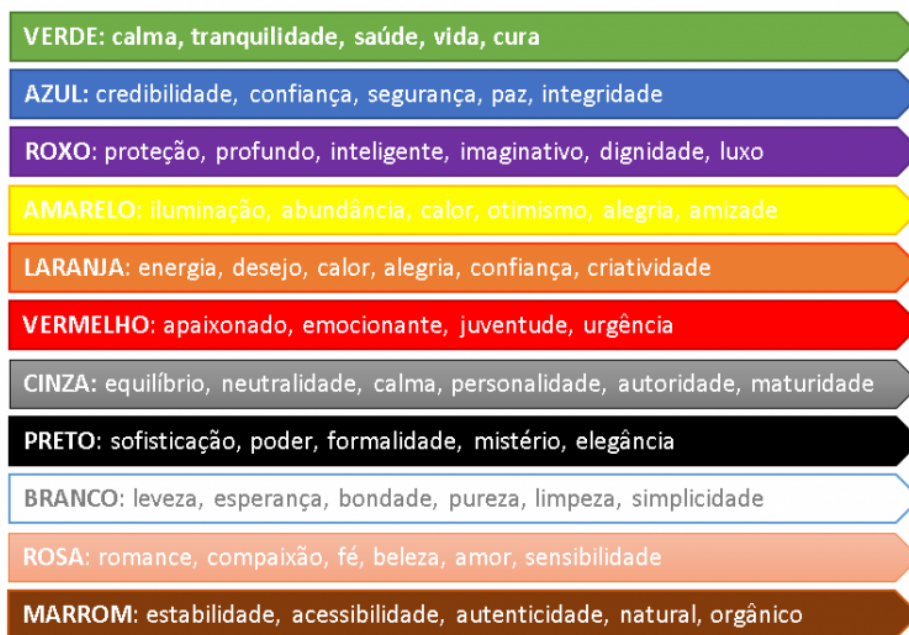 VERDE: calma, tranquilidade, saúde, vida, cura
AZUL: credibilidade, confiança, segurança, paz, integridade
ROXO: proteção, profundo, inteligente, imaginativo, dignidade, luxo
AMARELO: iluminação, abundância, calor, otimismo, alegria, amizade
LARANJA: energia, desejo, calor, alegria, confiança, criatividade
VERMELHO: apaixonado, emocionante, juventude, urgência
CINZA: equilíbrio, neutralidade, calma, personalidade, autoridade, maturidade
PRETO: sofisticação, poder, formalidade, mistério, elegância
BRANCO: leveza, esperança, bondade, pureza, limpeza, simplicidade
ROSA: romance, compaixão, fé, beleza, amor, sensibilidade
MARROM: estabilidade, acessibilidade, autenticidade, natural, orgânico